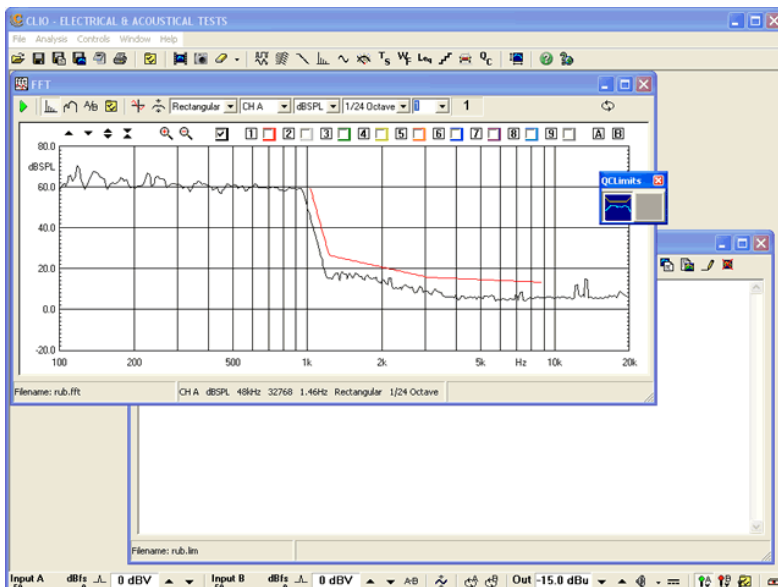 CLIO - ELECTRICAL & ACOUSTICAL TESTS
File Analysis Controls Window Help
FFT
Rectangular CH A dBSPL 1/24 Octave 1 1
1 2 3 4 5 6 7 8 9 A B
80.0
dBSPL
60.0
40.0
20.0
0.0
-20.0
100 200 500 1k 2k 5k Hz 10k 20k
QCLimits
Filename: rub.fft CH A dBSPL 48kHz 32768 1.46Hz Rectangular 1/24 Octave
Filename: rub.lim
Input A dBfs 0 dBV Input B dBfs 0 dBV A-B Out -15.0 dBu